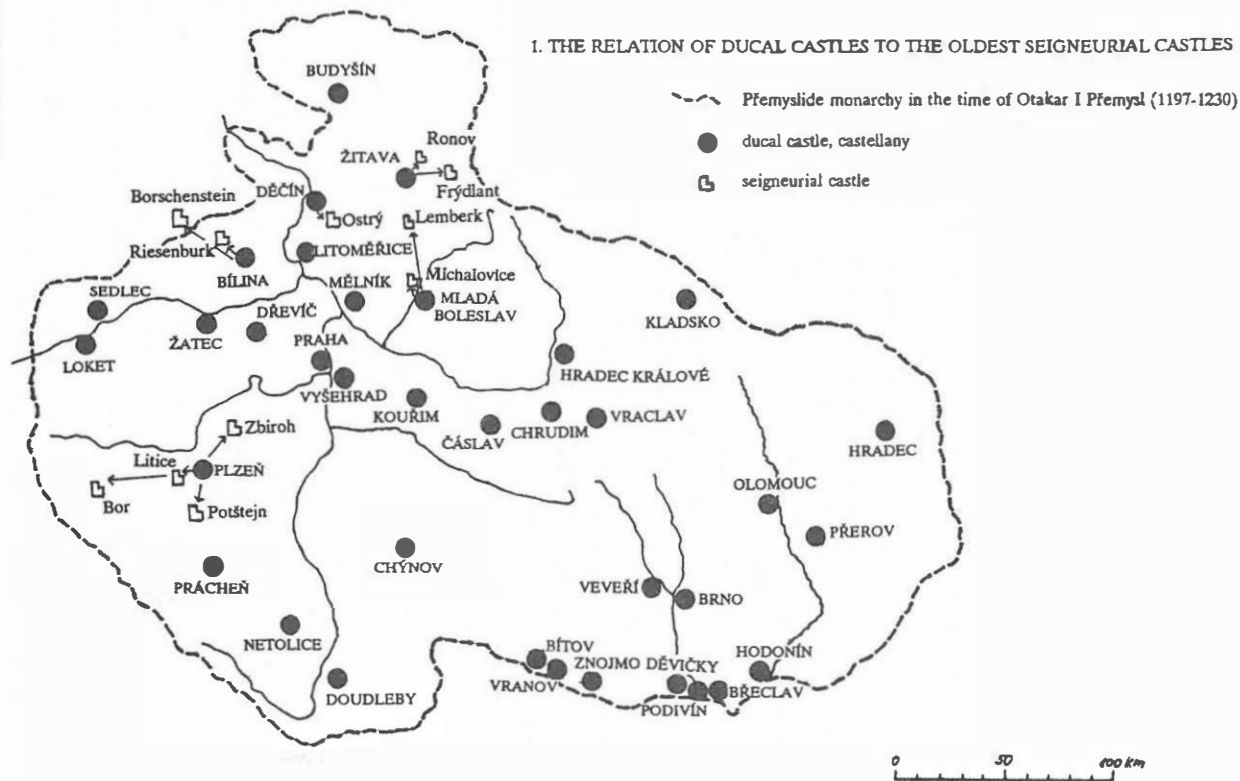 1. THE RELATION OF DUCAL CASTLES TO THE OLDEST SEIGNEURIAL CASTLES
Přemyslide monarchy in the time of Otakar I Přemysl (1197-1230)
ducal castle, castellany
seigneurial castle
BUDYŠÍN
Ronov
ŽITAVA
Frýdlant
Borschenstein
DĚČÍN
Ostrý
Lemberk
Riesenburk
LITOMĚŘICE
BÍLINA
Michalovice
MĚLNÍK
SEDLEC
MLADÁ
BOLESLAV
KLADSKO
DŘEVÍČ
ŽATEC
PRAHA
LOKET
HRADEC KRÁLOVÉ
VYŠEHRAD
KOUŘIM
ČÁSLAV
CHRUDIM
VRACLAV
Zbiroh
HRADEC
Litice
PLZEŇ
Bor
Potštejn
OLOMOUC
PŘEROV
CHÝNOV
PRÁCHEŇ
VEVEŘÍ
BRNO
NETOLICE
BÍTOV
HODONÍN
ZNOJMO
DĚVIČKY
VRANOV
DOUDLEBY
PODIVÍN
BŘECLAV
0 50 100 km